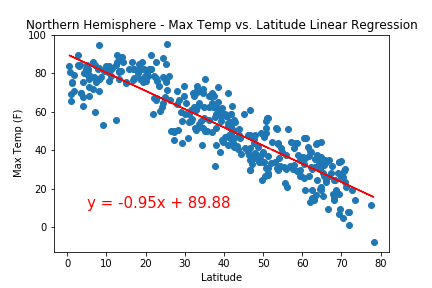 Northern Hemisphere - Max Temp vs. Latitude Linear Regression
100
80
60
40
20
0
Max Temp (F)
y = -0.95x + 89.88
0 10 20 30 40 50 60 70 80
Latitude